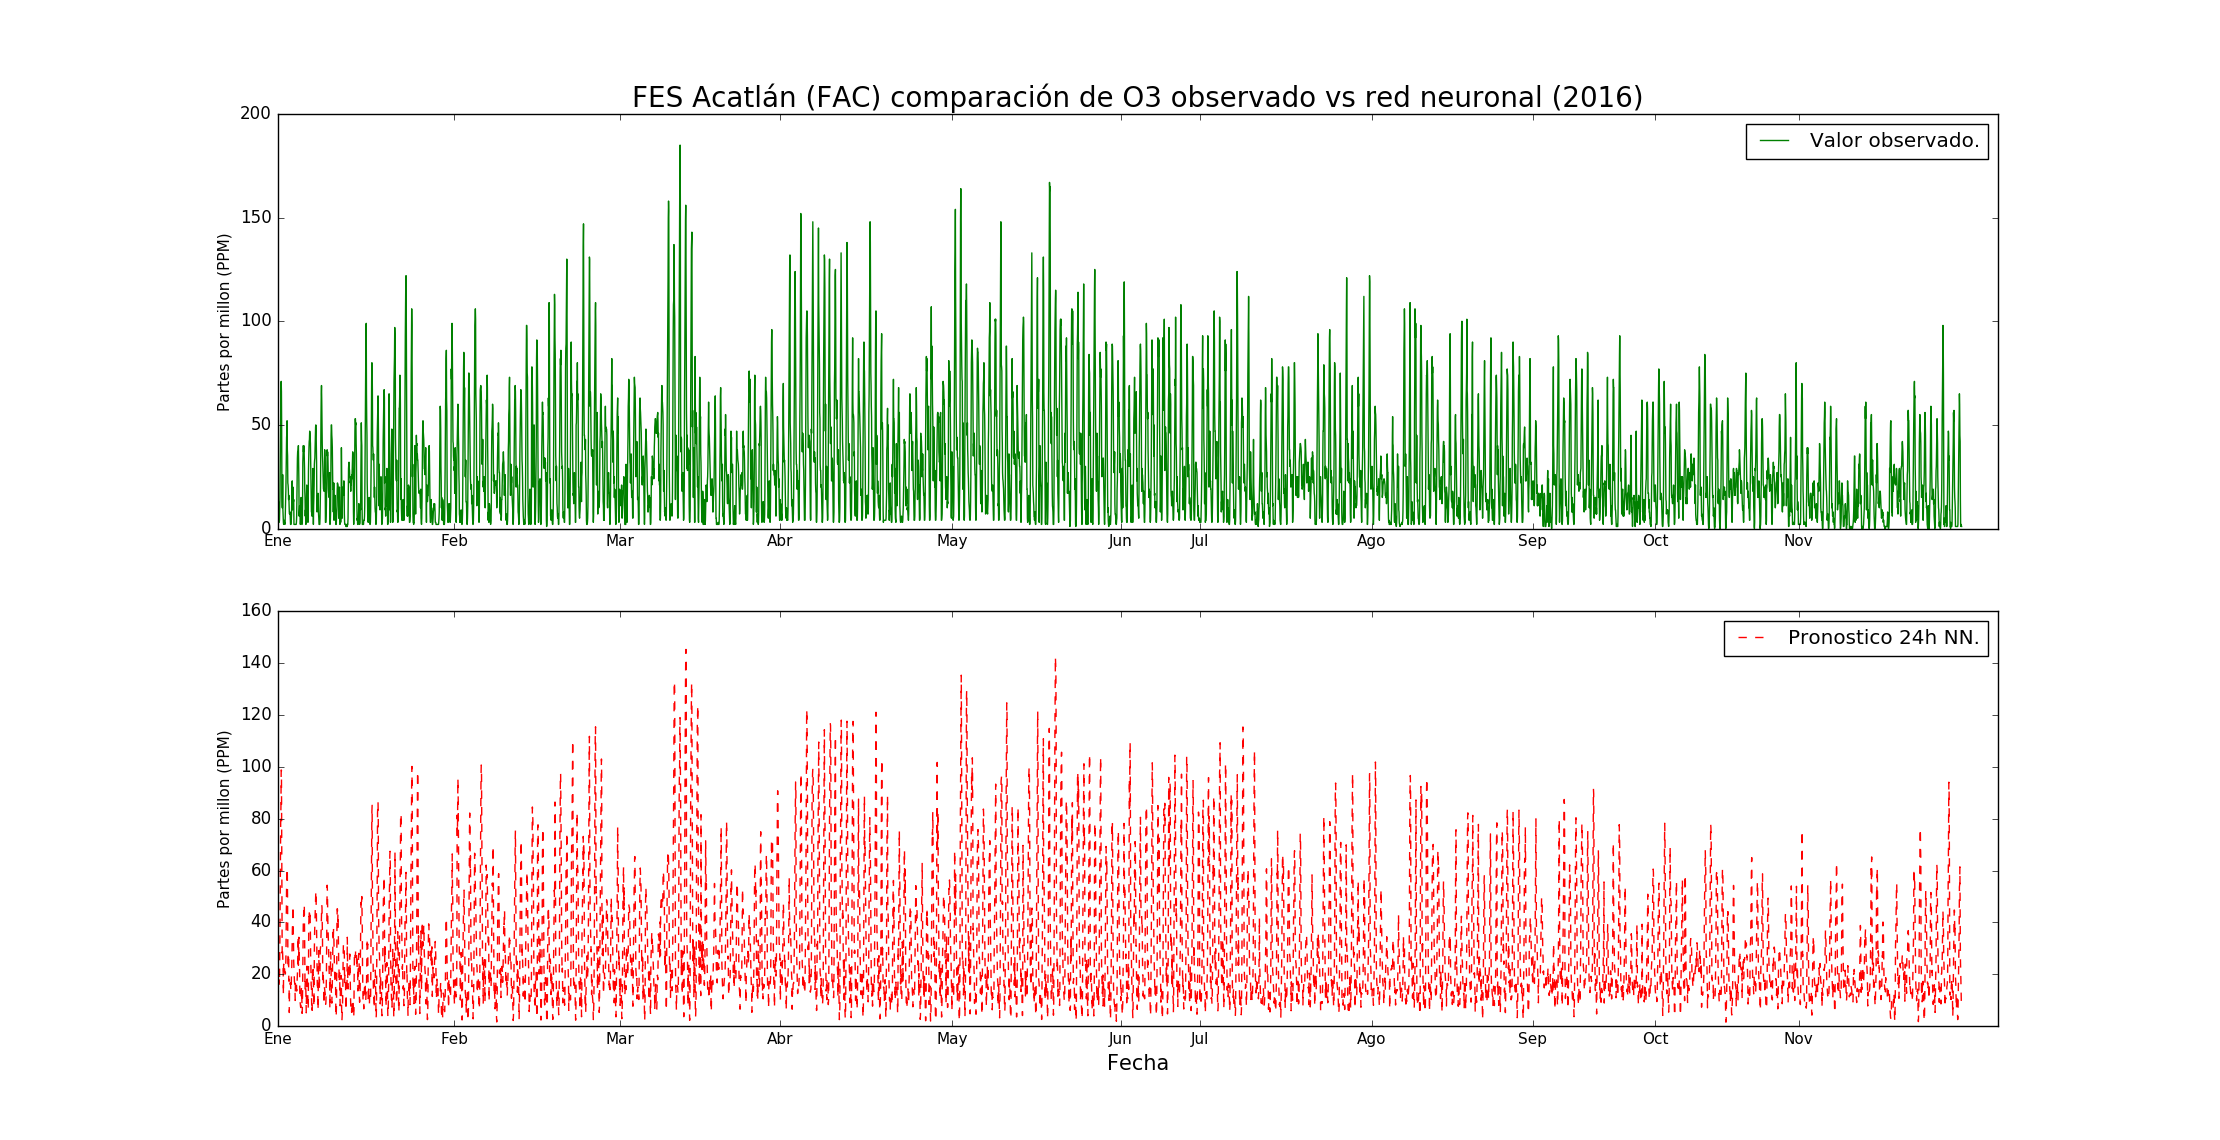 FES Acatlán (FAC) comparación de O3 observado vs red neuronal (2016)
200
150
100
50
0
Partes por millon (PPM)
Valor observado.
Ene Feb Mar Abr May Jun Jul Ago Sep Oct Nov
160
140
120
100
80
60
40
20
0
Partes por millon (PPM)
Pronostico 24h NN.
Ene Feb Mar Abr May Jun Jul Ago Sep Oct Nov
Fecha